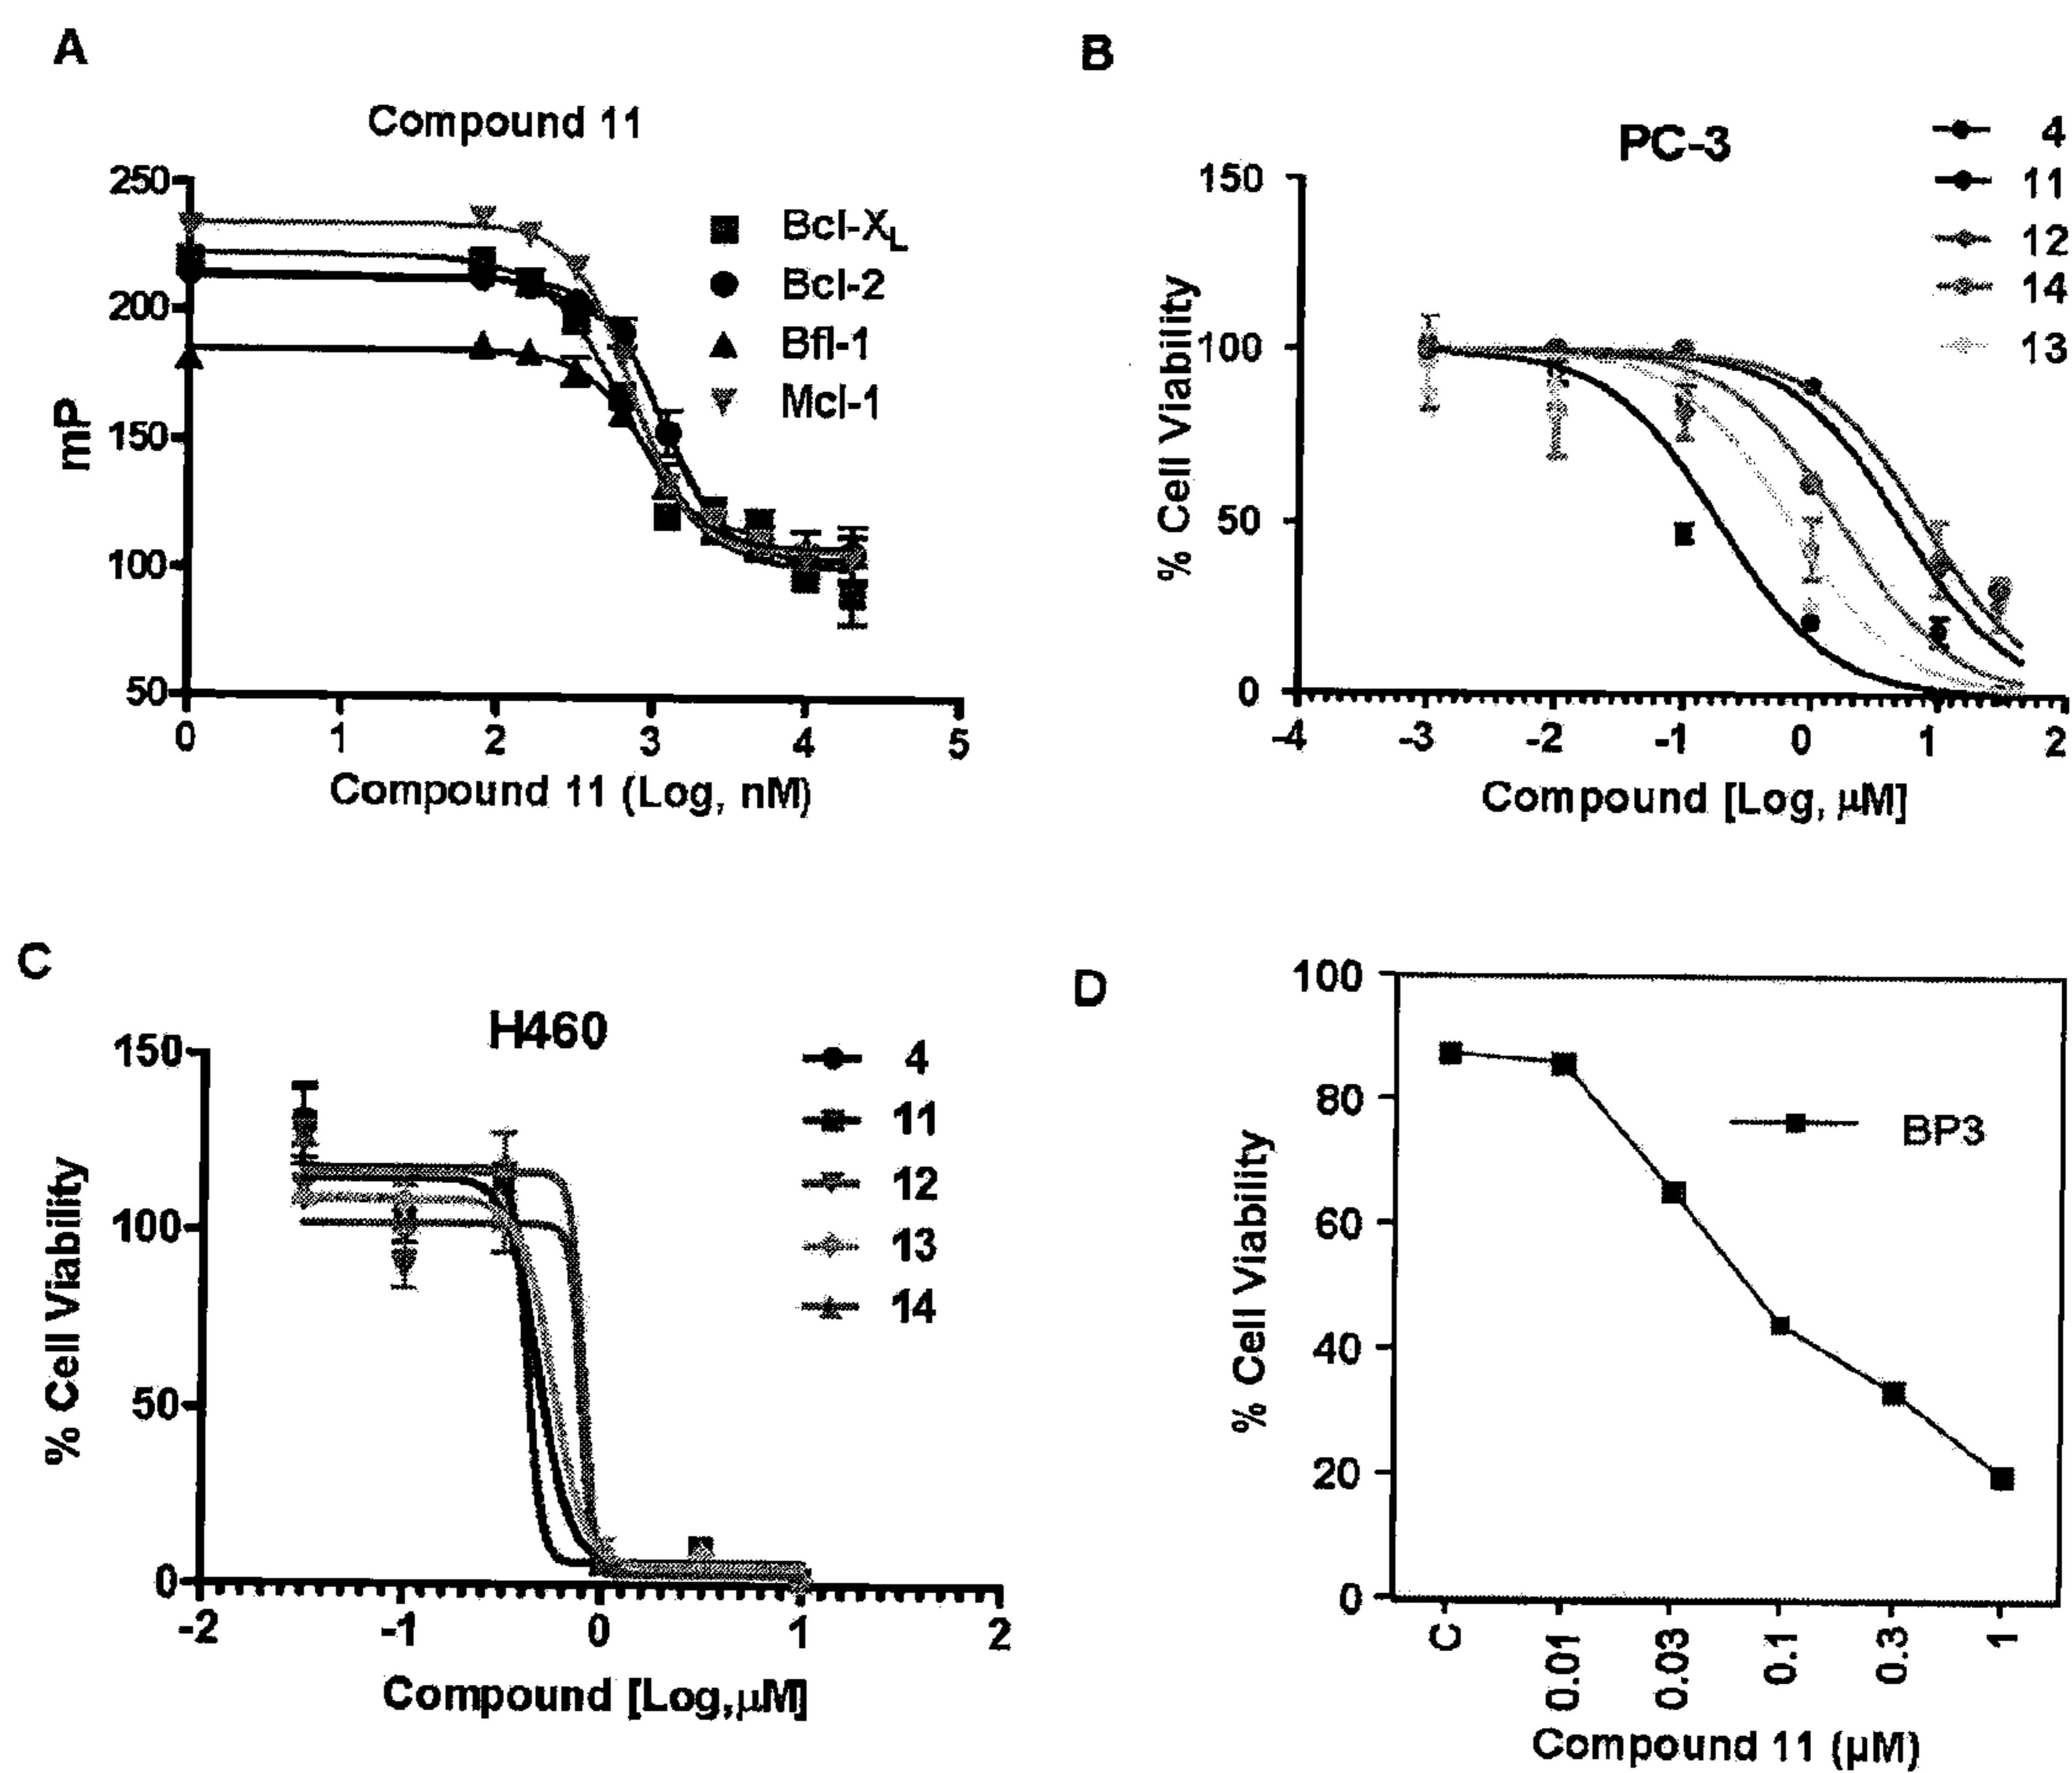 A
Compound 11
250
200
150
100
50
mP
0 1 2 3 4 5
Compound 11 (Log, nM)
Bcl-XL
Bcl-2
Bfl-1
Mcl-1
B
PC-3
150
100
50
0
% Cell Viability
-4 -3 -2 -1 0 1 2
Compound [Log, μM]
4
11
12
14
13
C
H460
150
100
50
0
% Cell Viability
-2 -1 0 1 2
Compound [Log,μM]
4
11
12
13
14
D
100
80
60
40
20
0
% Cell Viability
BP3
C 0.01 0.03 0.1 0.3 1
Compound 11 (μM)